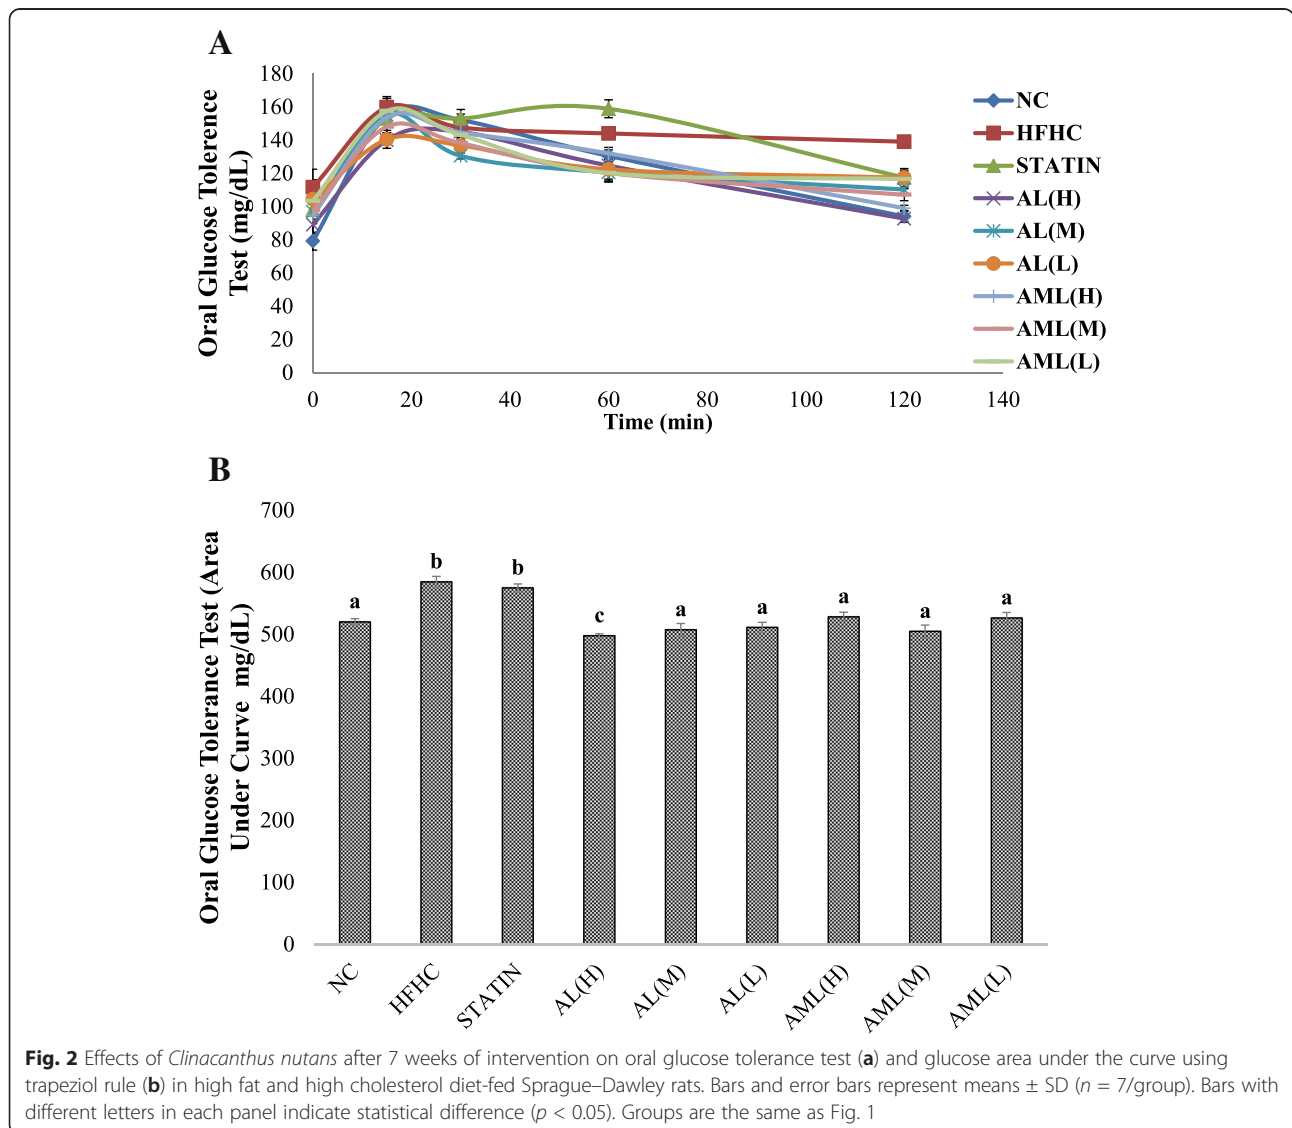 A
Oral Glucose Tolerence
Test (mg/dL)
180
160
140
120
100
80
60
40
20
0
0 20 40 60 80 100 120 140
Time (min)
NC
HFHC
STATIN
AL(H)
AL(M)
AL(L)
AML(H)
AML(M)
AML(L)
B
Oral Glucose Tolerance Test (Area
Under Curve mg/dL)
700
600
500
400
300
200
100
0
a b b c a a a a a
NC HFHC STATIN AL(H) AL(M) AL(L) AML(H) AML(M) AML(L)
Fig. 2 Effects of Clinacanthus nutans after 7 weeks of intervention on oral glucose tolerance test (a) and glucose area under the curve using
trapeziol rule (b) in high fat and high cholesterol diet-fed Sprague–Dawley rats. Bars and error bars represent means ± SD (n = 7/group). Bars with
different letters in each panel indicate statistical difference (p < 0.05). Groups are the same as Fig. 1